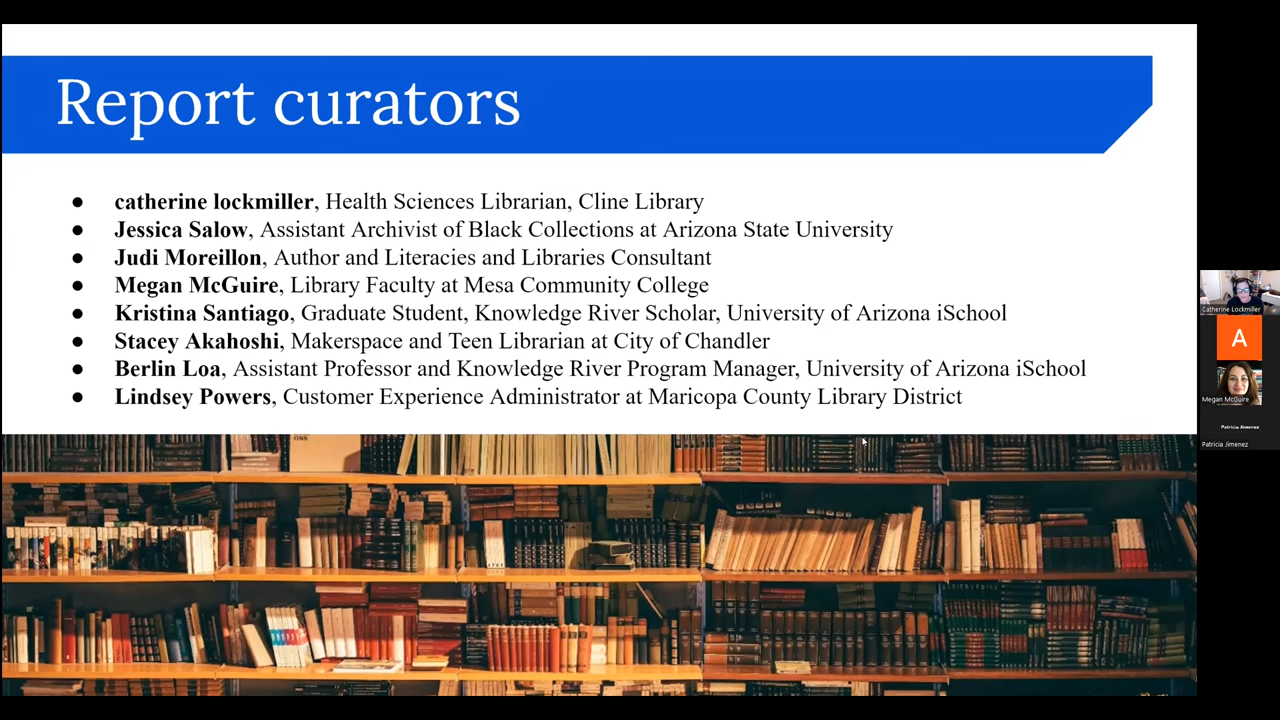 Report curators
● catherine lockmiller, Health Sciences Librarian, Cline Library
● Jessica Salow, Assistant Archivist of Black Collections at Arizona State University
● Judi Moreillon, Author and Literacies and Libraries Consultant
● Megan McGuire, Library Faculty at Mesa Community College
● Kristina Santiago, Graduate Student, Knowledge River Scholar, University of Arizona iSchool
● Stacey Akahoshi, Makerspace and Teen Librarian at City of Chandler
● Berlin Loa, Assistant Professor and Knowledge River Program Manager, University of Arizona iSchool
● Lindsey Powers, Customer Experience Administrator at Maricopa County Library District
Catherine Lockmiller
A
Megan McGuire
Patricia Jimenez
Patricia Jimenez